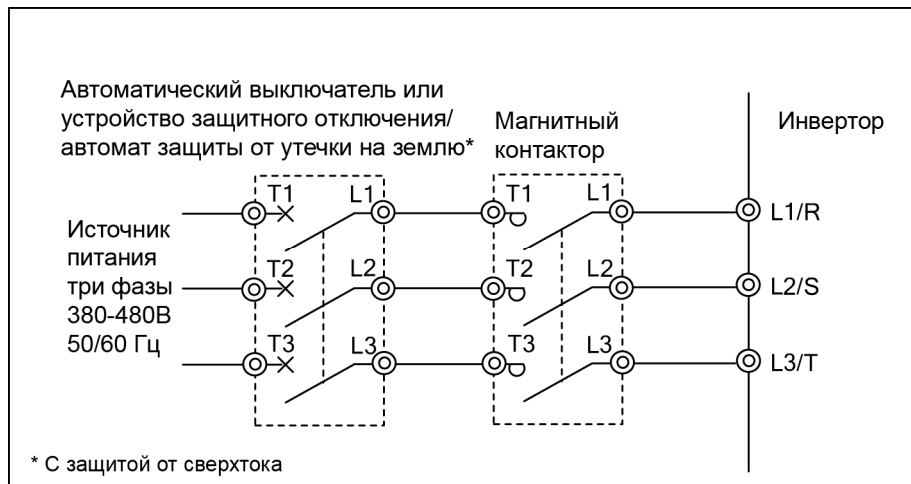 Автоматический выключатель или
устройство защитного отключения/
автомат защиты от утечки на землю*
Магнитный
контактор
Инвертор
T1
L1
T1
L1
L1/R
Источник
питания
три фазы
380-480В
50/60 Гц
T2
L2
T2
L2
L2/S
T3
L3
T3
L3
L3/T
* С защитой от сверхтока